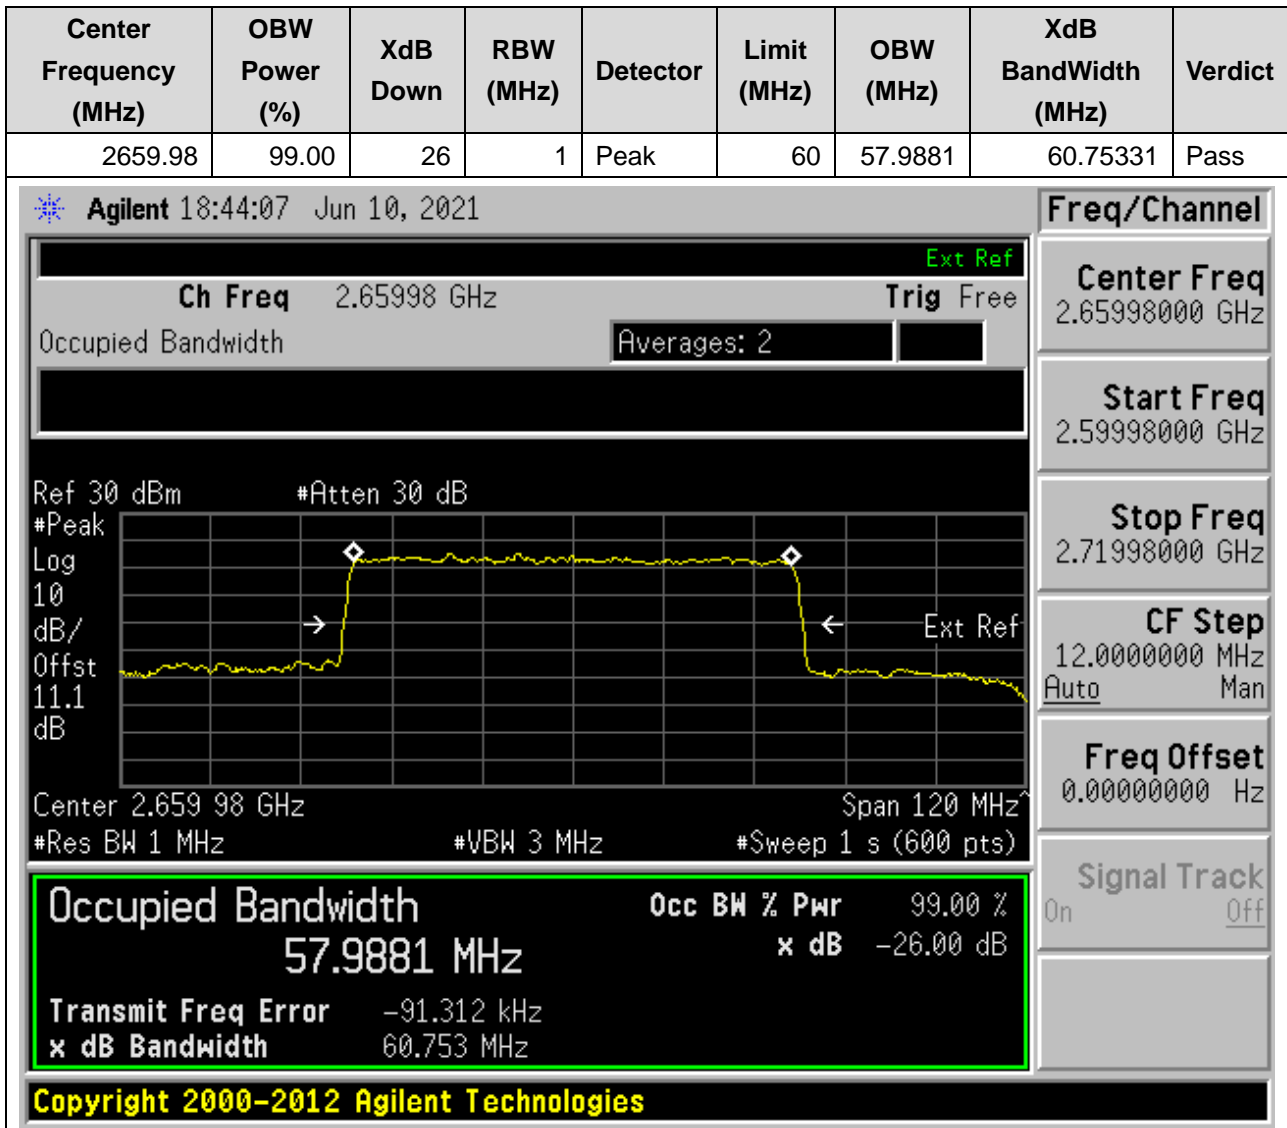 Center Frequency (MHz) OBW Power (%) XdB Down RBW (MHz) Detector Limit (MHz) OBW (MHz) XdB BandWidth (MHz) Verdict
2659.98 99.00 26 1 Peak 60 57.9881 60.75331 Pass
Agilent 18:44:07 Jun 10, 2021
Freq/Channel
Ext Ref
Ch Freq 2.65998 GHz Trig Free
Occupied Bandwidth Averages: 2
Center Freq
2.65998000 GHz
Start Freq
2.59998000 GHz
Stop Freq
2.71998000 GHz
CF Step
12.0000000 MHz
Auto Man
Freq Offset
0.00000000 Hz
Signal Track
On Off
Ref 30 dBm #Atten 30 dB
#Peak
Log
10
dB/
Offst
11.1
dB
Ext Ref
Center 2.659 98 GHz Span 120 MHz^
#Res BW 1 MHz #VBW 3 MHz #Sweep 1 s (600 pts)
Occupied Bandwidth Occ BW % Pwr 99.00 %
57.9881 MHz x dB -26.00 dB
Transmit Freq Error -91.312 kHz
x dB Bandwidth 60.753 MHz
Copyright 2000-2012 Agilent Technologies